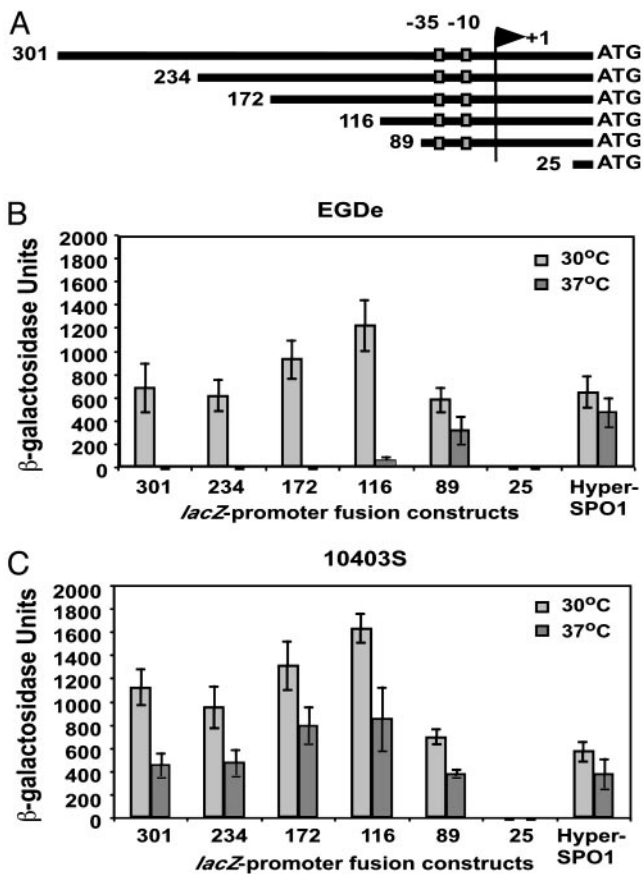 A
-35 -10
+1
301 ATG
234 ATG
172 ATG
116 ATG
89 ATG
25 ATG
B
EGDe
β-galactosidase Units
2000
1800
1600
1400
1200
1000
800
600
400
200
0
30°C
37°C
301 234 172 116 89 25 Hyper-
SPO1
lacZ-promoter fusion constructs
C
10403S
β-galactosidase Units
2000
1800
1600
1400
1200
1000
800
600
400
200
0
30°C
37°C
301 234 172 116 89 25 Hyper-
SPO1
lacZ-promoter fusion constructs